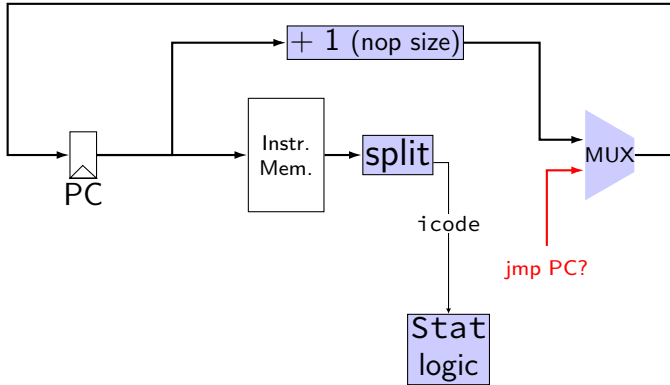 + 1 (nop size)
PC
Instr.
Mem.
split
MUX
icode
jmp PC?
Stat
logic